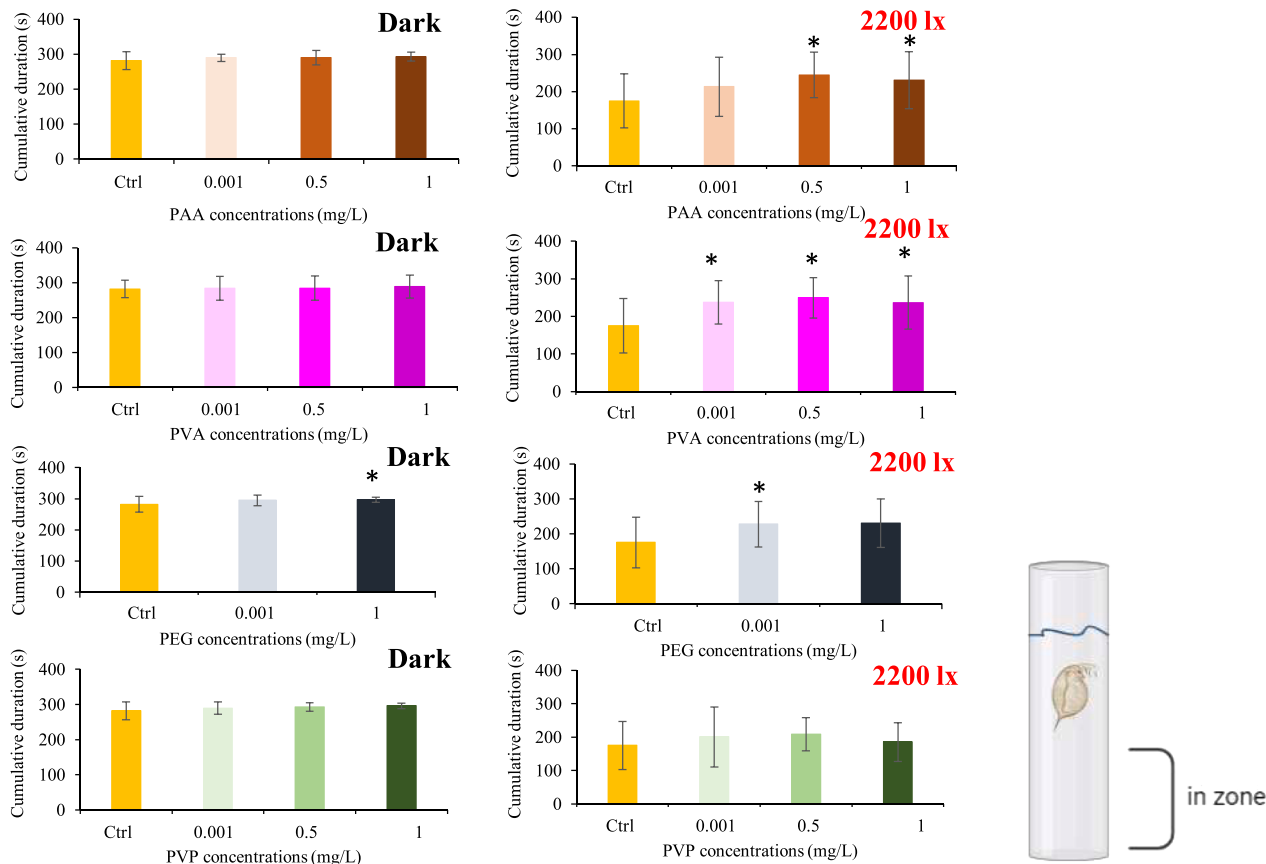 Dark
Cumulative duration (s)
400
300
200
100
0
Ctrl 0.001 0.5 1
PAA concentrations (mg/L)
2200 lx
Cumulative duration (s)
400
300
200
100
0
* *
Ctrl 0.001 0.5 1
PAA concentrations (mg/L)
Dark
Cumulative duration (s)
400
300
200
100
0
Ctrl 0.001 0.5 1
PVA concentrations (mg/L)
2200 lx
Cumulative duration (s)
400
300
200
100
0
* * *
Ctrl 0.001 0.5 1
PVA concentrations (mg/L)
Dark
Cumulative duration (s)
400
300
200
100
0
*
Ctrl 0.001 1
PEG concentrations (mg/L)
2200 lx
Cumulative duration (s)
400
300
200
100
0
*
Ctrl 0.001 1
PEG concentrations (mg/L)
Dark
Cumulative duration (s)
400
300
200
100
0
Ctrl 0.001 0.5 1
PVP concentrations (mg/L)
2200 lx
Cumulative duration (s)
400
300
200
100
0
Ctrl 0.001 0.5 1
PVP concentrations (mg/L)
in zone